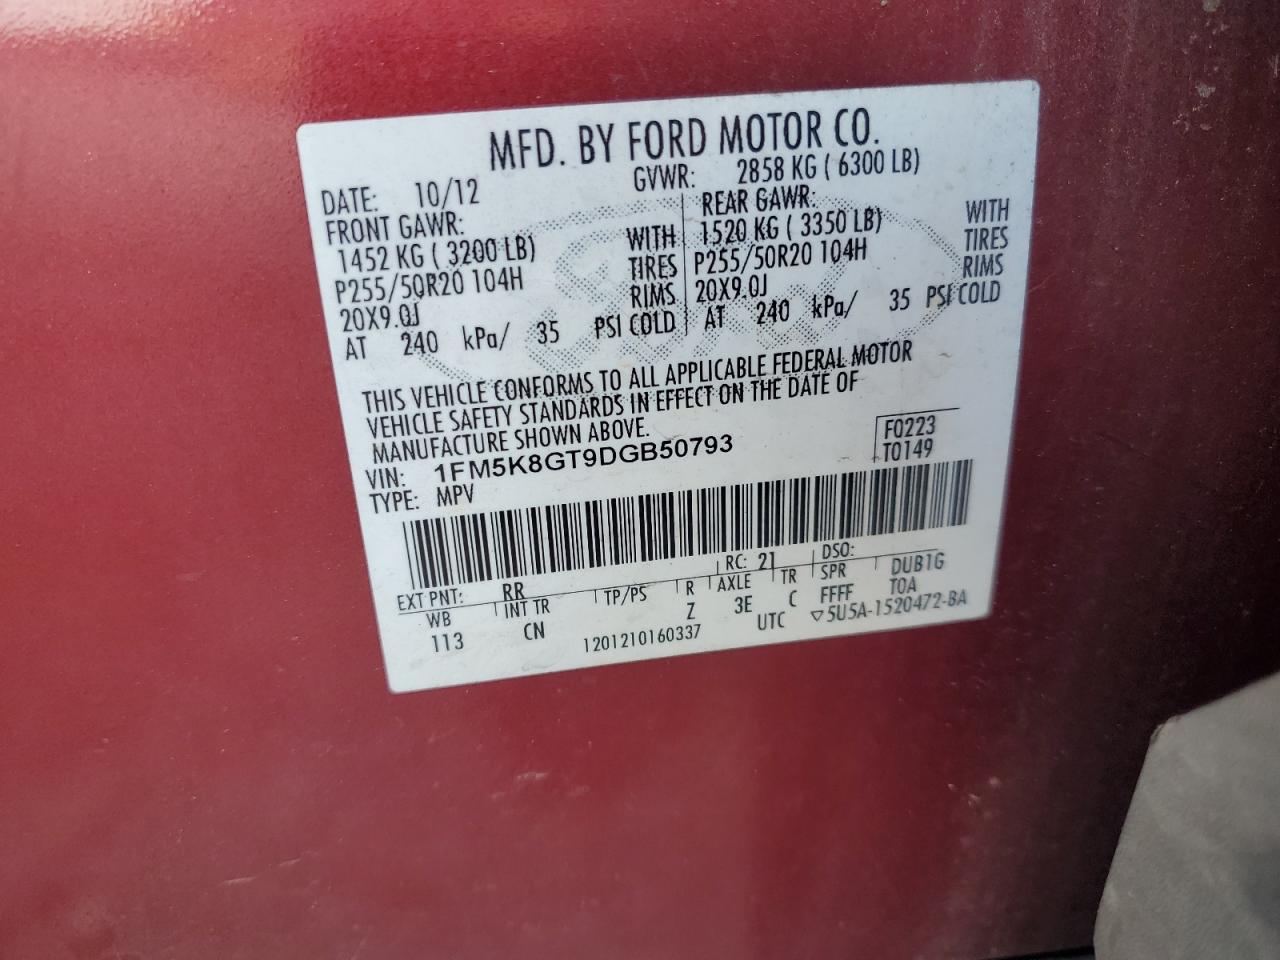 MFD. BY FORD MOTOR CO.
DATE: 10/12 GVWR: 2858 KG ( 6300 LB)
FRONT GAWR: REAR GAWR:
1452 KG ( 3200 LB) WITH 1520 KG ( 3350 LB) WITH
P255/50R20 104H TIRES P255/50R20 104H TIRES
20X9.0J RIMS 20X9.0J RIMS
AT 240 kPa/ 35 PSI COLD AT 240 kPa/ 35 PSI COLD
THIS VEHICLE CONFORMS TO ALL APPLICABLE FEDERAL MOTOR
VEHICLE SAFETY STANDARDS IN EFFECT ON THE DATE OF
MANUFACTURE SHOWN ABOVE.
F0223
VIN: 1FM5K8GT9DGB50793 T0149
TYPE: MPV
EXT PNT: RR RC: 21 DSO:
WB INT TR TP/PS R AXLE TR SPR DUB1G
113 CN Z 3E C FFFF TOA
1201210160337 UTC ▽5U5A-1520472-BA